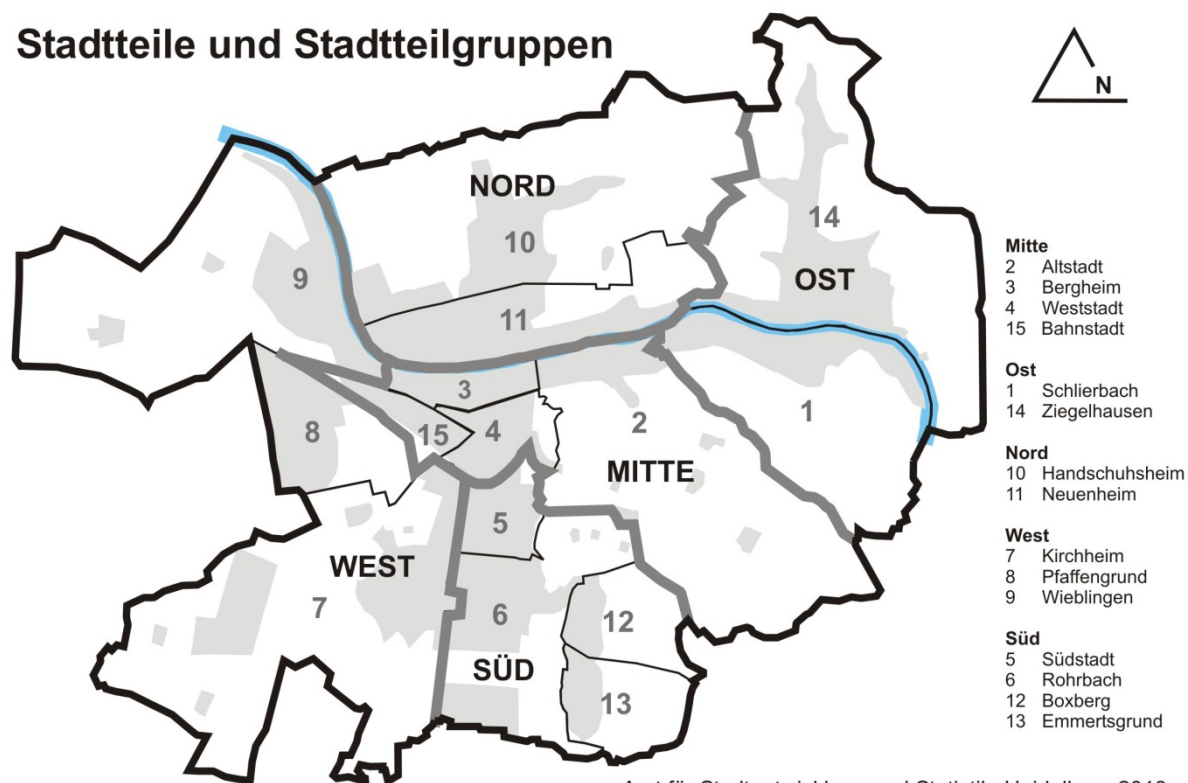 Stadtteile und Stadtteilgruppen
N
NORD
14
10
9
OST
11
3
1
2
15
4
8
MITTE
5
WEST
7
6
12
SÜD
13
Mitte
2 Altstadt
3 Bergheim
4 Weststadt
15 Bahnstadt
Ost
1 Schlierbach
14 Ziegelhausen
Nord
10 Handschuhsheim
11 Neuenheim
West
7 Kirchheim
8 Pfaffengrund
9 Wieblingen
Süd
5 Südstadt
6 Rohrbach
12 Boxberg
13 Emmertsgrund